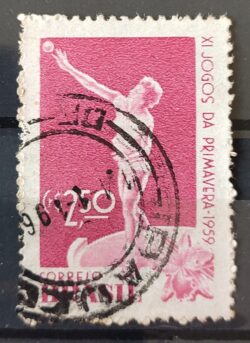 XI JOGOS DA PRIMAVERA-1959
Cr$ 2,50
CORREIO
BRASIL